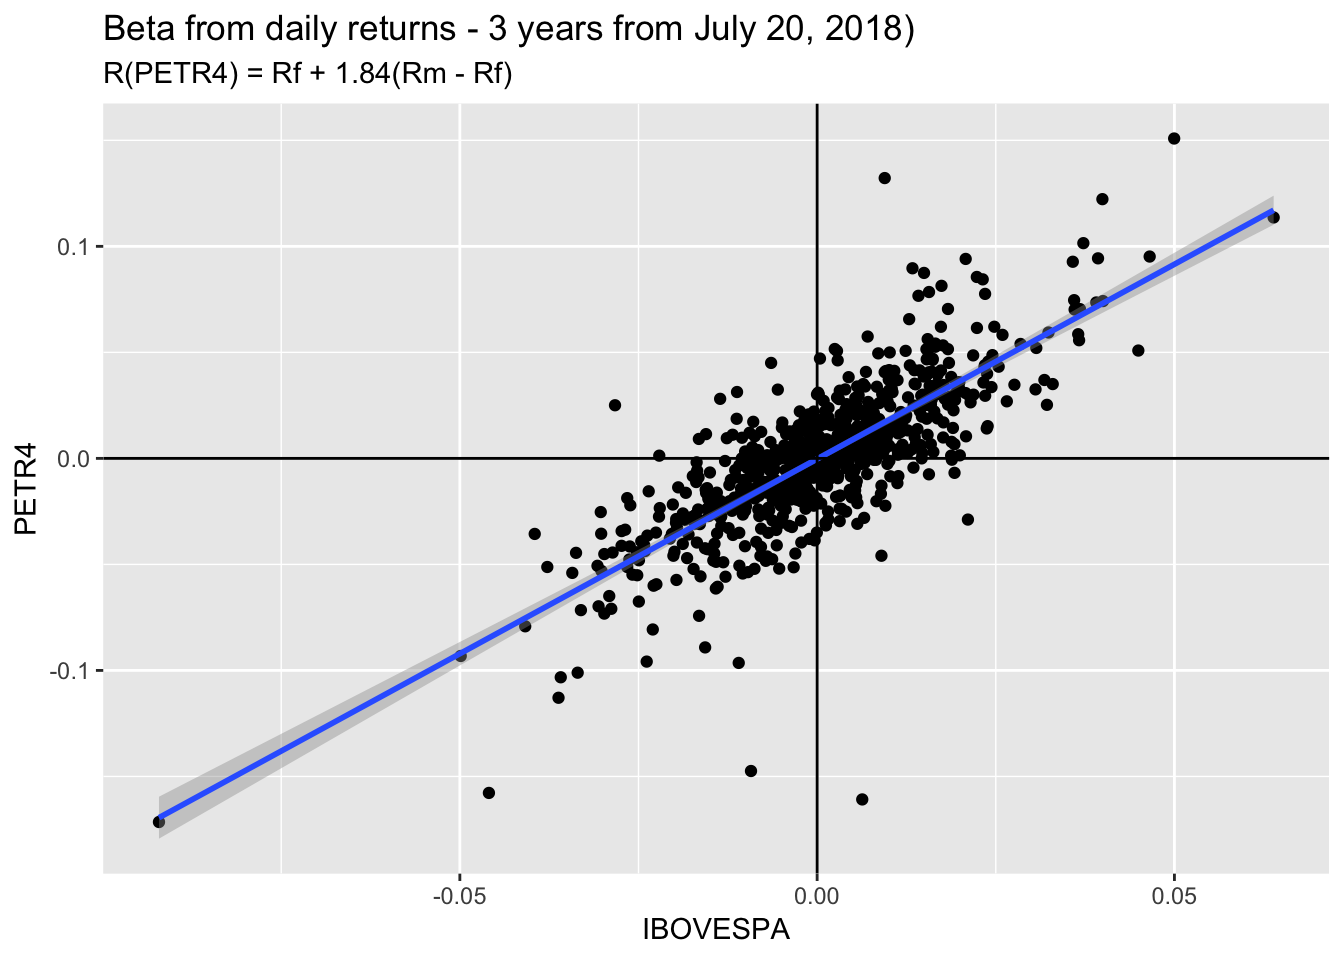 Beta from daily returns - 3 years from July 20, 2018)
R(PETR4) = Rf + 1.84(Rm - Rf)
PETR4
0.1
0.0
-0.1
-0.05
0.00
0.05
IBOVESPA